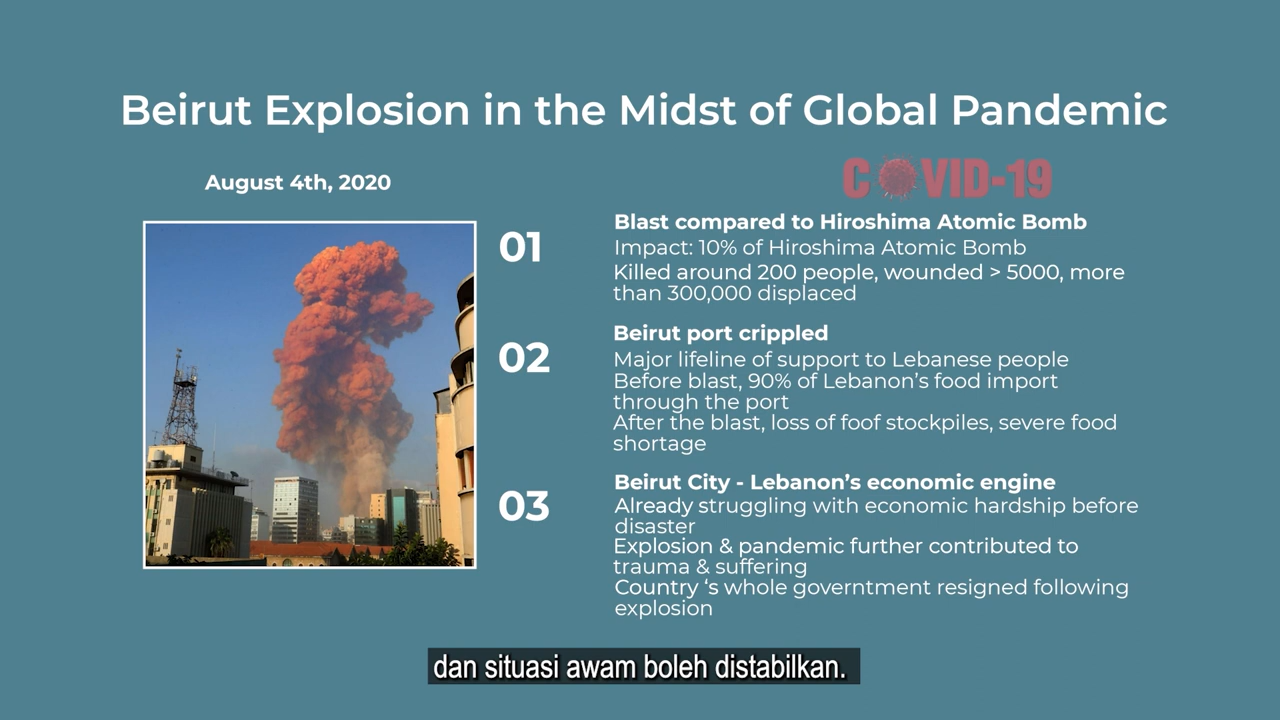 Beirut Explosion in the Midst of Global Pandemic
August 4th, 2020
COVID-19
01
Blast compared to Hiroshima Atomic Bomb
Impact: 10% of Hiroshima Atomic Bomb
Killed around 200 people, wounded > 5000, more
than 300,000 displaced
02
Beirut port crippled
Major lifeline of support to Lebanese people
Before blast, 90% of Lebanon’s food import
through the port
After the blast, loss of foof stockpiles, severe food
shortage
03
Beirut City - Lebanon’s economic engine
Already struggling with economic hardship before
disaster
Explosion & pandemic further contributed to
trauma & suffering
Country ‘s whole governtment resigned following
explosion
dan situasi awam boleh distabilkan.